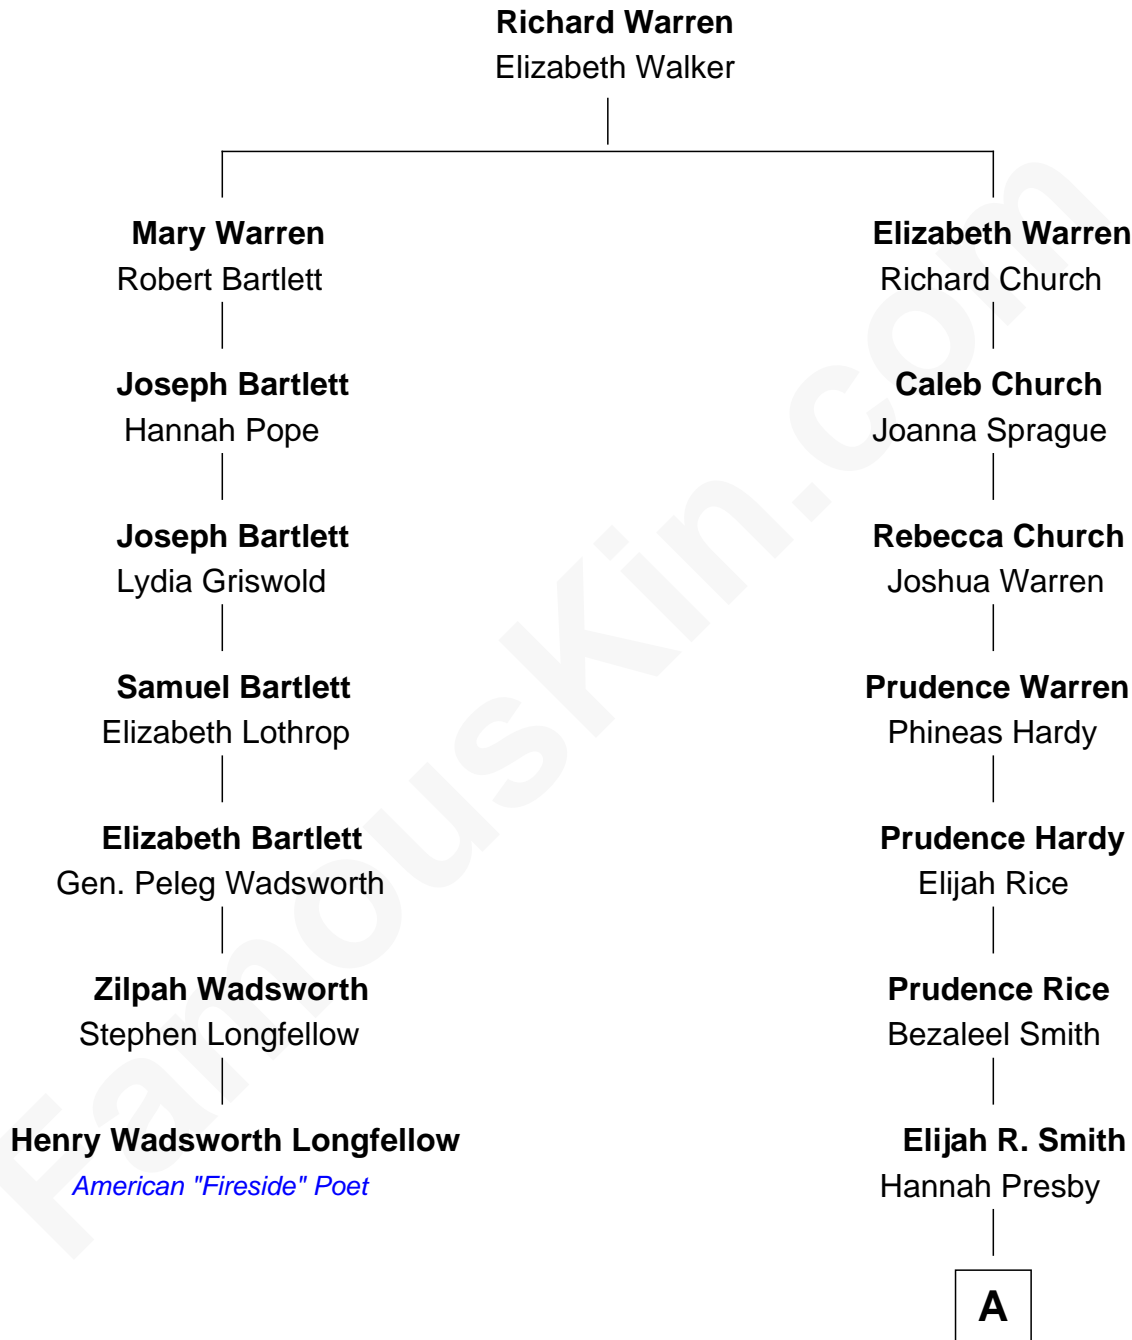 Richard Warren
Elizabeth Walker
Mary Warren
Robert Bartlett
Elizabeth Warren
Richard Church
Joseph Bartlett
Hannah Pope
Caleb Church
Joanna Sprague
Joseph Bartlett
Lydia Griswold
Rebecca Church
Joshua Warren
Samuel Bartlett
Elizabeth Lothrop
Prudence Warren
Phineas Hardy
Elizabeth Bartlett
Gen. Peleg Wadsworth
Prudence Hardy
Elijah Rice
Zilpah Wadsworth
Stephen Longfellow
Prudence Rice
Bezaleel Smith
Henry Wadsworth Longfellow
American "Fireside" Poet
Elijah R. Smith
Hannah Presby
A
FamousKin.com